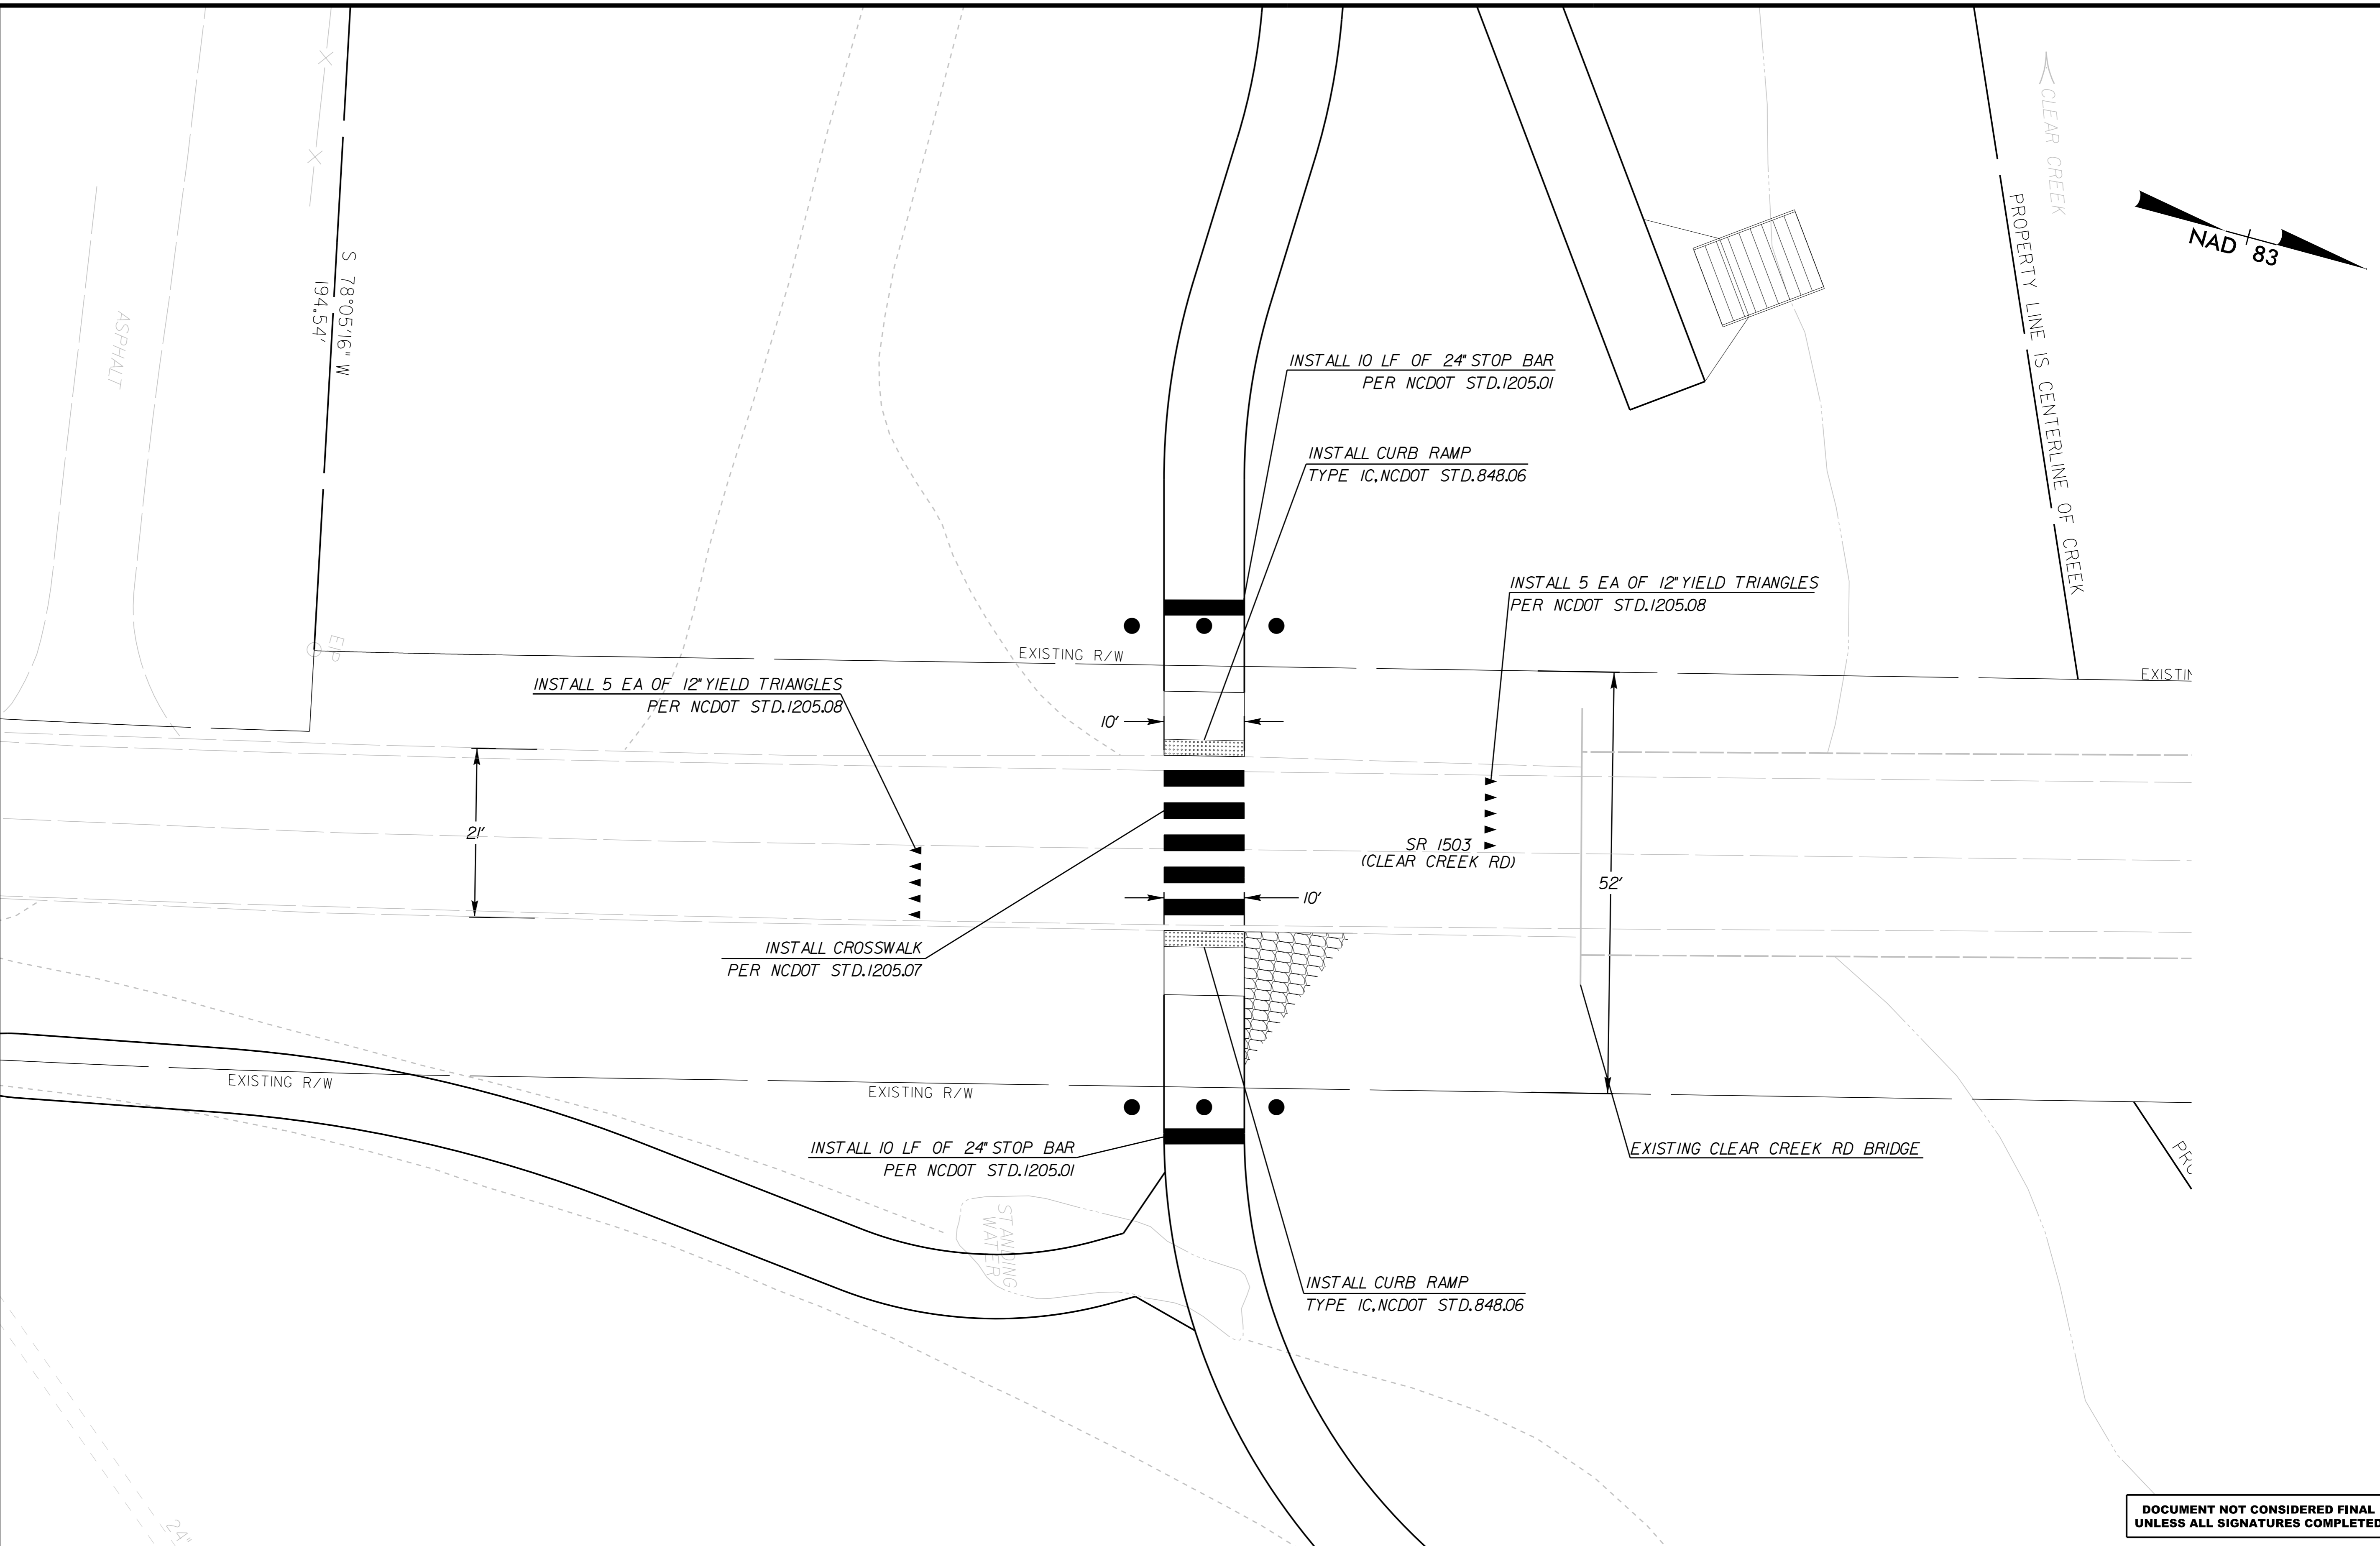 CLEAR CREEK
NAD 83
PROPERTY LINE IS CENTERLINE OF CREEK
S 78°05'16" W
194.54'
ASPHALT
INSTALL 10 LF OF 24" STOP BAR
PER NCDOT STD.1205.01
INSTALL CURB RAMP
TYPE 1C, NCDOT STD.848.06
INSTALL 5 EA OF 12" YIELD TRIANGLES
PER NCDOT STD.1205.08
EIP
EXISTING R/W
INSTALL 5 EA OF 12" YIELD TRIANGLES
PER NCDOT STD.1205.08
10'
21'
SR 1503
(CLEAR CREEK RD)
52'
10'
INSTALL CROSSWALK
PER NCDOT STD.1205.07
EXISTING R/W
EXISTING R/W
INSTALL 10 LF OF 24" STOP BAR
PER NCDOT STD.1205.01
EXISTING CLEAR CREEK RD BRIDGE
STANDING
WATER
INSTALL CURB RAMP
TYPE 1C, NCDOT STD.848.06
24"
DOCUMENT NOT CONSIDERED FINAL
UNLESS ALL SIGNATURES COMPLETED